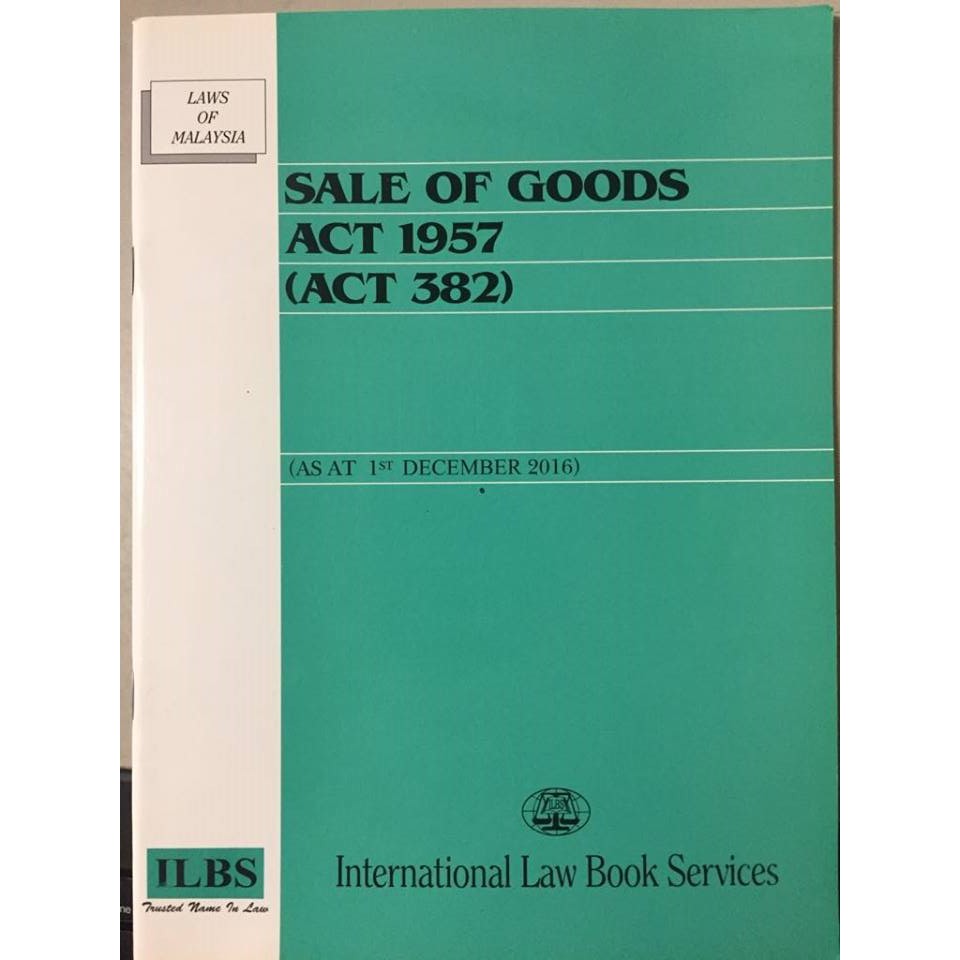 LAWS
OF
MALAYSIA
SALE OF GOODS
ACT 1957
(ACT 382)
(AS AT 1ST DECEMBER 2016)
ILBS
International Law Book Services
ILBS
Trusted Name In Law